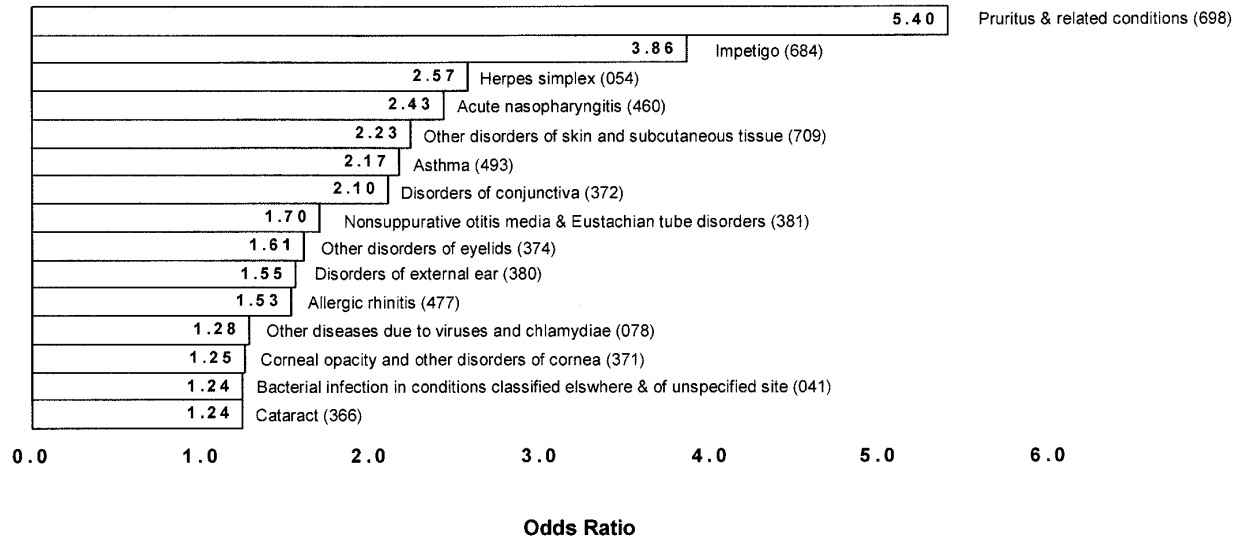 5.40 Pruritus & related conditions (698)
3.86 Impetigo (684)
2.57 Herpes simplex (054)
2.43 Acute nasopharyngitis (460)
2.23 Other disorders of skin and subcutaneous tissue (709)
2.17 Asthma (493)
2.10 Disorders of conjunctiva (372)
1.70 Nonsuppurative otitis media & Eustachian tube disorders (381)
1.61 Other disorders of eyelids (374)
1.55 Disorders of external ear (380)
1.53 Allergic rhinitis (477)
1.28 Other diseases due to viruses and chlamydiae (078)
1.25 Corneal opacity and other disorders of cornea (371)
1.24 Bacterial infection in conditions classified elswhere & of unspecified site (041)
1.24 Cataract (366)
0.0 1.0 2.0 3.0 4.0 5.0 6.0
Odds Ratio